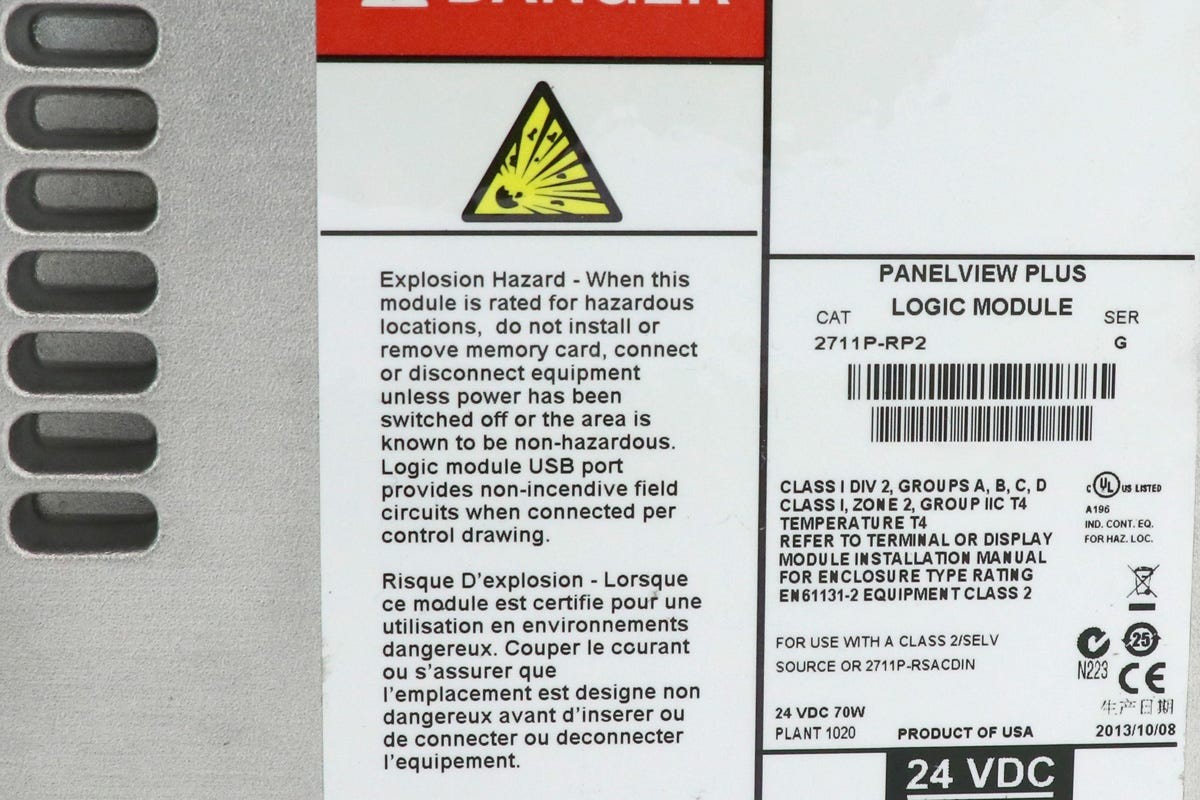 DANGER
Explosion Hazard - When this
module is rated for hazardous
locations, do not install or
remove memory card, connect
or disconnect equipment
unless power has been
switched off or the area is
known to be non-hazardous.
Logic module USB port
provides non-incendive field
circuits when connected per
control drawing.
Risque D'explosion - Lorsque
ce module est certifie pour une
utilisation en environnements
dangereux. Couper le courant
ou s'assurer que
l'emplacement est designe non
dangereux avant d'inserer ou
de connecter ou deconnecter
l'equipement.
PANELVIEW PLUS
LOGIC MODULE
CAT SER
2711P-RP2 G
CLASS I DIV 2, GROUPS A, B, C, D
CLASS I, ZONE 2, GROUP IIC T4
TEMPERATURE T4
REFER TO TERMINAL OR DISPLAY
MODULE INSTALLATION MANUAL
FOR ENCLOSURE TYPE RATING
EN61131-2 EQUIPMENT CLASS 2
C UL US LISTED
A196
IND. CONT. EQ.
FOR HAZ. LOC.
FOR USE WITH A CLASS 2/SELV
SOURCE OR 2711P-RSACDIN
25
N223
CE
生产日期
24 VDC 70W
PLANT 1020 PRODUCT OF USA 2013/10/08
24 VDC